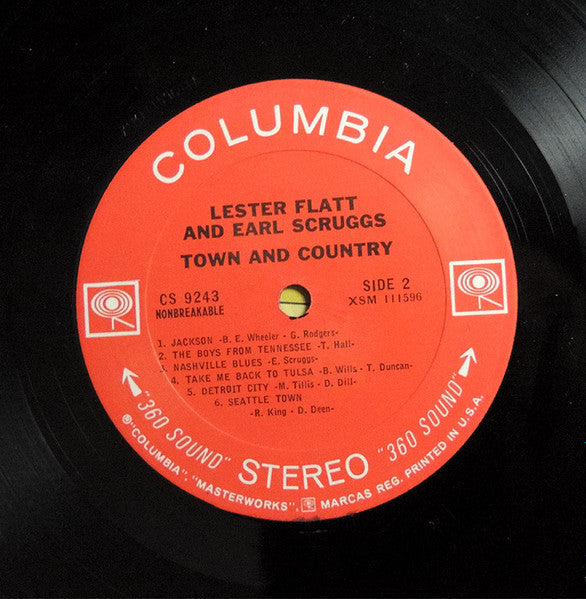 COLUMBIA
LESTER FLATT
AND EARL SCRUGGS
TOWN AND COUNTRY
CS 9243
NONBREAKABLE
SIDE 2
XSM 111596
1. JACKSON -B. E. Wheeler - G. Rodgers-
2. THE BOYS FROM TENNESSEE -T. Hall-
3. NASHVILLE BLUES -E. Scruggs-
4. TAKE ME BACK TO TULSA -B. Wills - T. Duncan-
5. DETROIT CITY -M. Tillis - D. Dill-
6. SEATTLE TOWN
-R. King - D. Deen-
"360 SOUND" STEREO "360 SOUND"
®"COLUMBIA", "MASTERWORKS", MARCAS REG. PRINTED IN U.S.A.